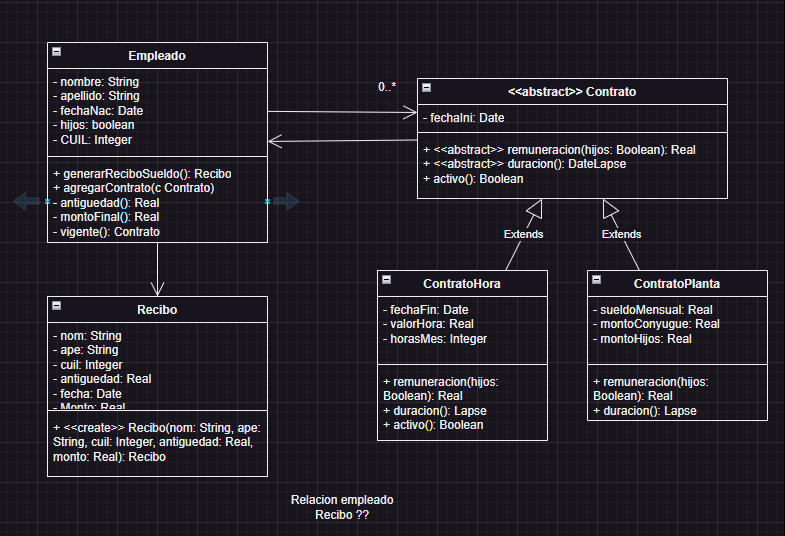 Empleado
- nombre: String
- apellido: String
- fechaNac: Date
- hijos: boolean
- CUIL: Integer
+ generarReciboSueldo(): Recibo
+ agregarContrato(c Contrato)
- antiguedad(): Real
- montoFinal(): Real
- vigente(): Contrato
0..*
<<abstract>> Contrato
- fechaIni: Date
+ <<abstract>> remuneracion(hijos: Boolean): Real
+ <<abstract>> duracion(): DateLapse
+ activo(): Boolean
Extends
Extends
Recibo
- nom: String
- ape: String
- cuil: Integer
- antiguedad: Real
- fecha: Date
- Monto: Real
+ <<create>> Recibo(nom: String, ape:
String, cuil: Integer, antiguedad: Real,
monto: Real): Recibo
ContratoHora
- fechaFin: Date
- valorHora: Real
- horasMes: Integer
+ remuneracion(hijos:
Boolean): Real
+ duracion(): Lapse
+ activo(): Boolean
ContratoPlanta
- sueldoMensual: Real
- montoConyugue: Real
- montoHijos: Real
+ remuneracion(hijos:
Boolean): Real
+ duracion(): Lapse
Relacion empleado
Recibo ??